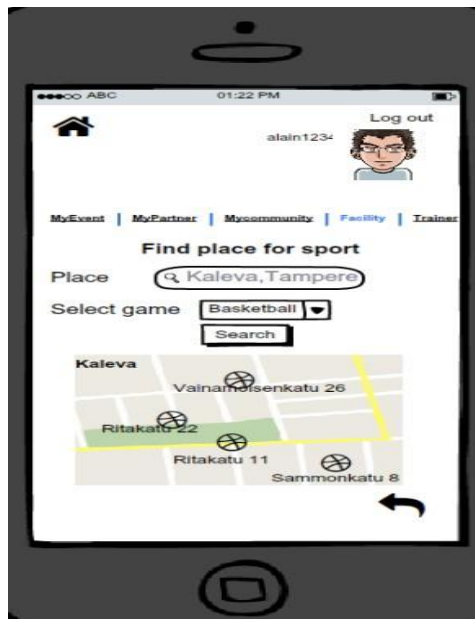 ABC 01:22 PM
Log out
alain1234
MyEvent | MyPartner | Mycommunity | Facility | Trainer
Find place for sport
Place Kaleva,Tampere
Select game Basketball
Search
Kaleva
Vainamoisenkatu 26
Ritakatu 22
Ritakatu 11
Sammonkatu 8